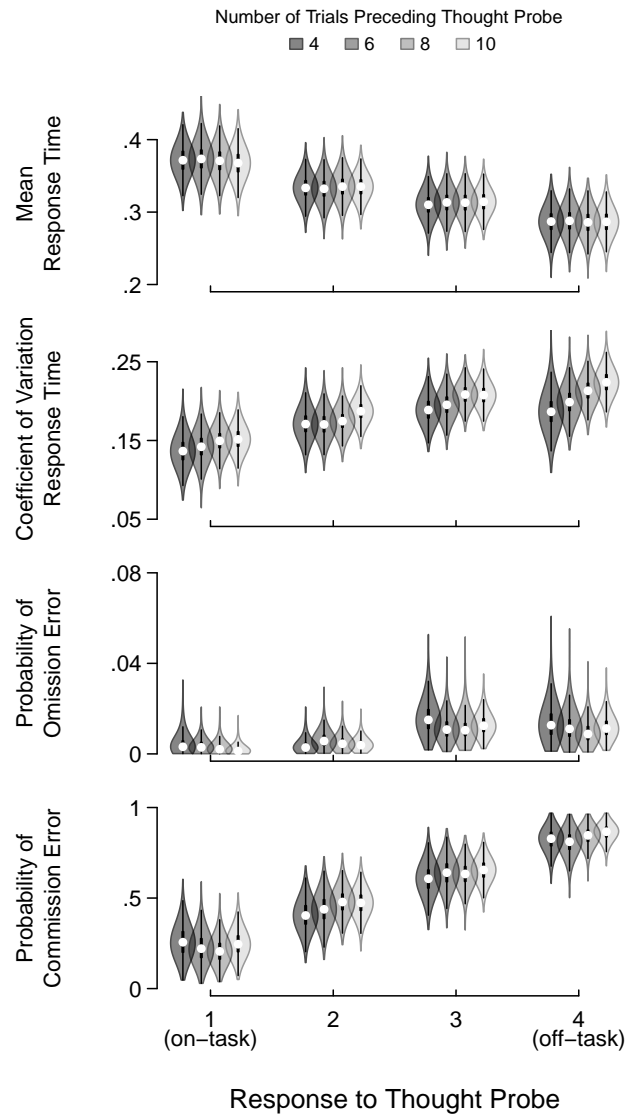 Number of Trials Preceding Thought Probe
4 6 8 10
Mean
Response Time
.4
.3
.2
Coefficient of Variation
Response Time
.25
.15
.05
Probability of
Omission Error
.08
.04
0
Probability of
Commission Error
1
.5
0
1 2 3 4
(on−task) (off−task)
Response to Thought Probe